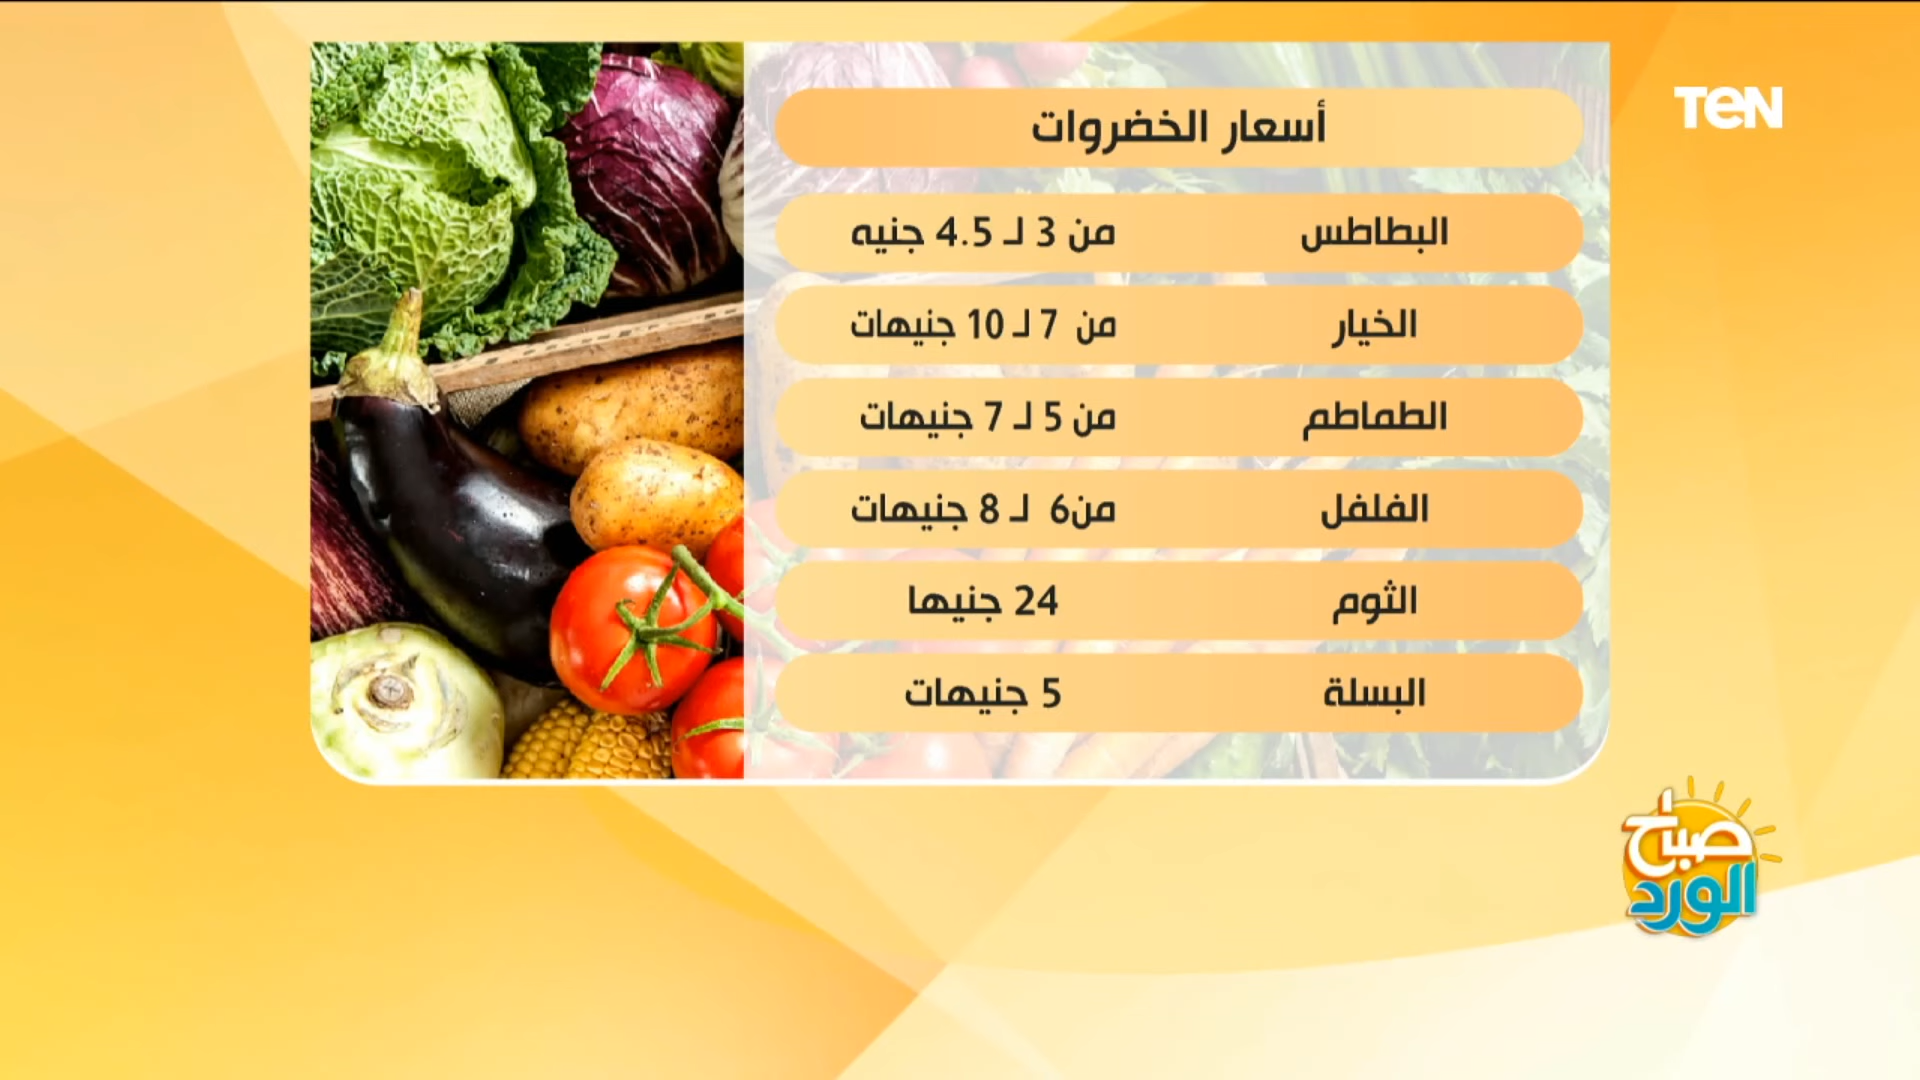 TEN
أسعار الخضروات
البطاطس من 3 لـ 4.5 جنيه
الخيار من 7 لـ 10 جنيهات
الطماطم من 5 لـ 7 جنيهات
الفلفل من6 لـ 8 جنيهات
الثوم 24 جنيها
البسلة 5 جنيهات
صباح
الورد